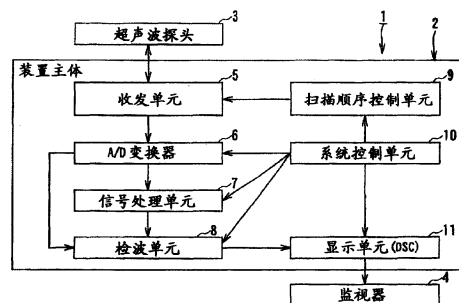 3
超声波探头
1
2
装置主体
5
收发单元
9
扫描顺序控制单元
6
A/D变换器
10
系统控制单元
7
信号处理单元
8
检波单元
11
显示单元(DSC)
4
监视器